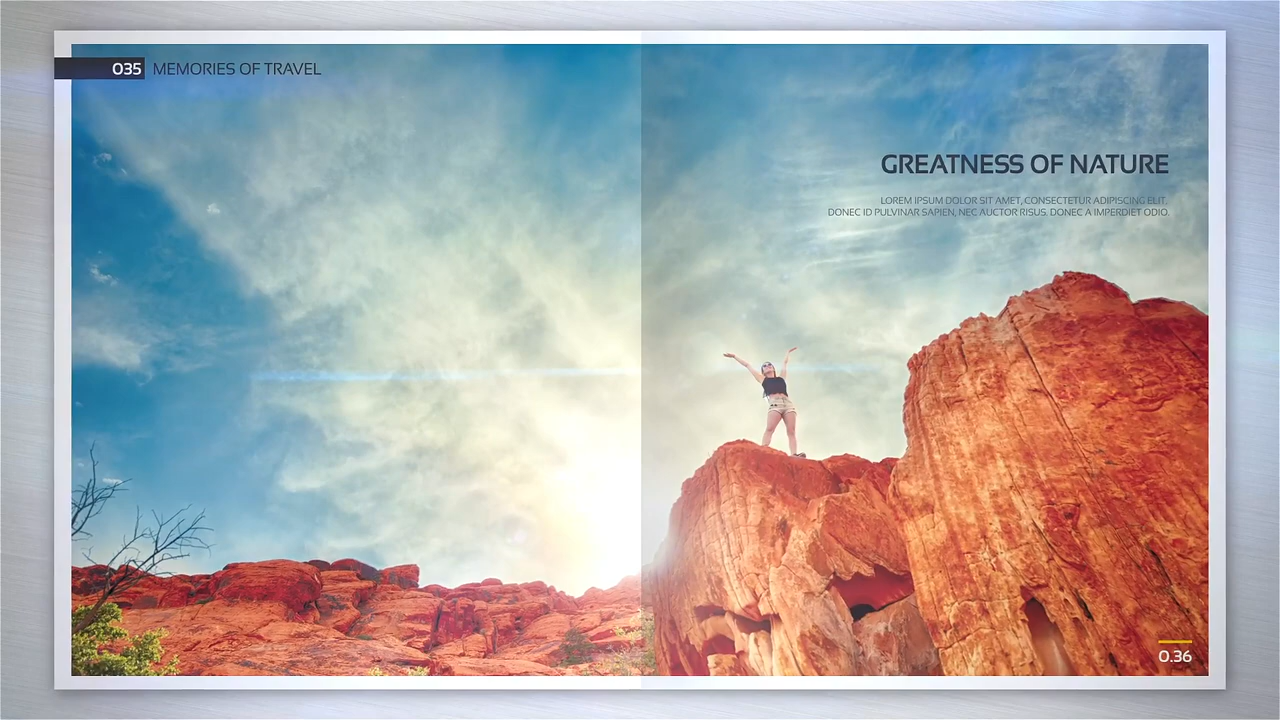 035 MEMORIES OF TRAVEL
GREATNESS OF NATURE
LOREM IPSUM DOLOR SIT AMET, CONSECTETUR ADIPISCING ELIT.
DONEC ID PULVINAR SAPIEN, NEC AUCTOR RISUS. DONEC A IMPERDIET ODIO.
0.36